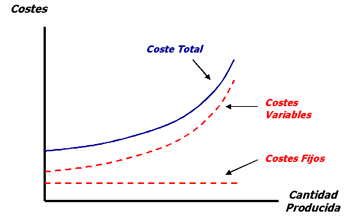 Costes
Coste Total
Costes
Variables
Costes Fijos
Cantidad
Producida